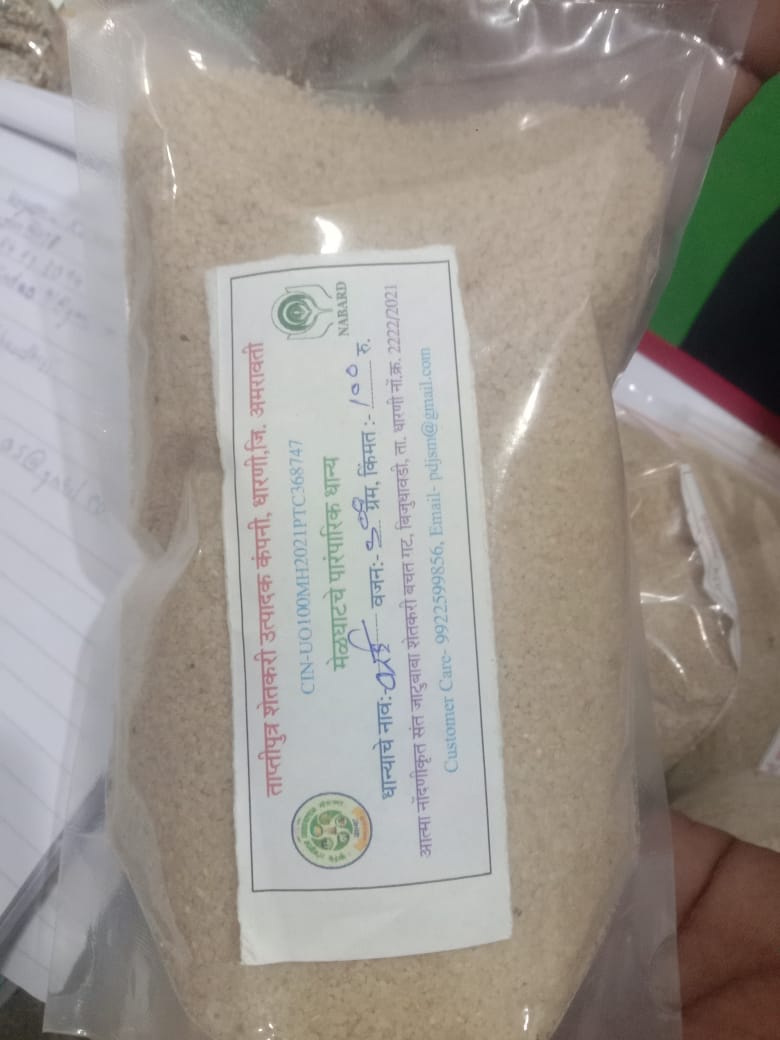 ताप्तीपुत्र शेतकरी उत्पादक कंपनी, धारणी,जि. अमरावती
CIN-UO100MH2021PTC368747
NABARD
मेळघाटचे पारंपारिक धान्य
धान्याचे नाव:- वजन:- ग्रॅम, किंमत :- १०० रु.
आत्मा नोंदणीकृत संत जाटुबाबा शेतकरी बचत गट, बिजुधावडी, ता. धारणी नों.क्र. 2222/2021
Customer Care- 9922599856, Email- pdjsm@gmail.com